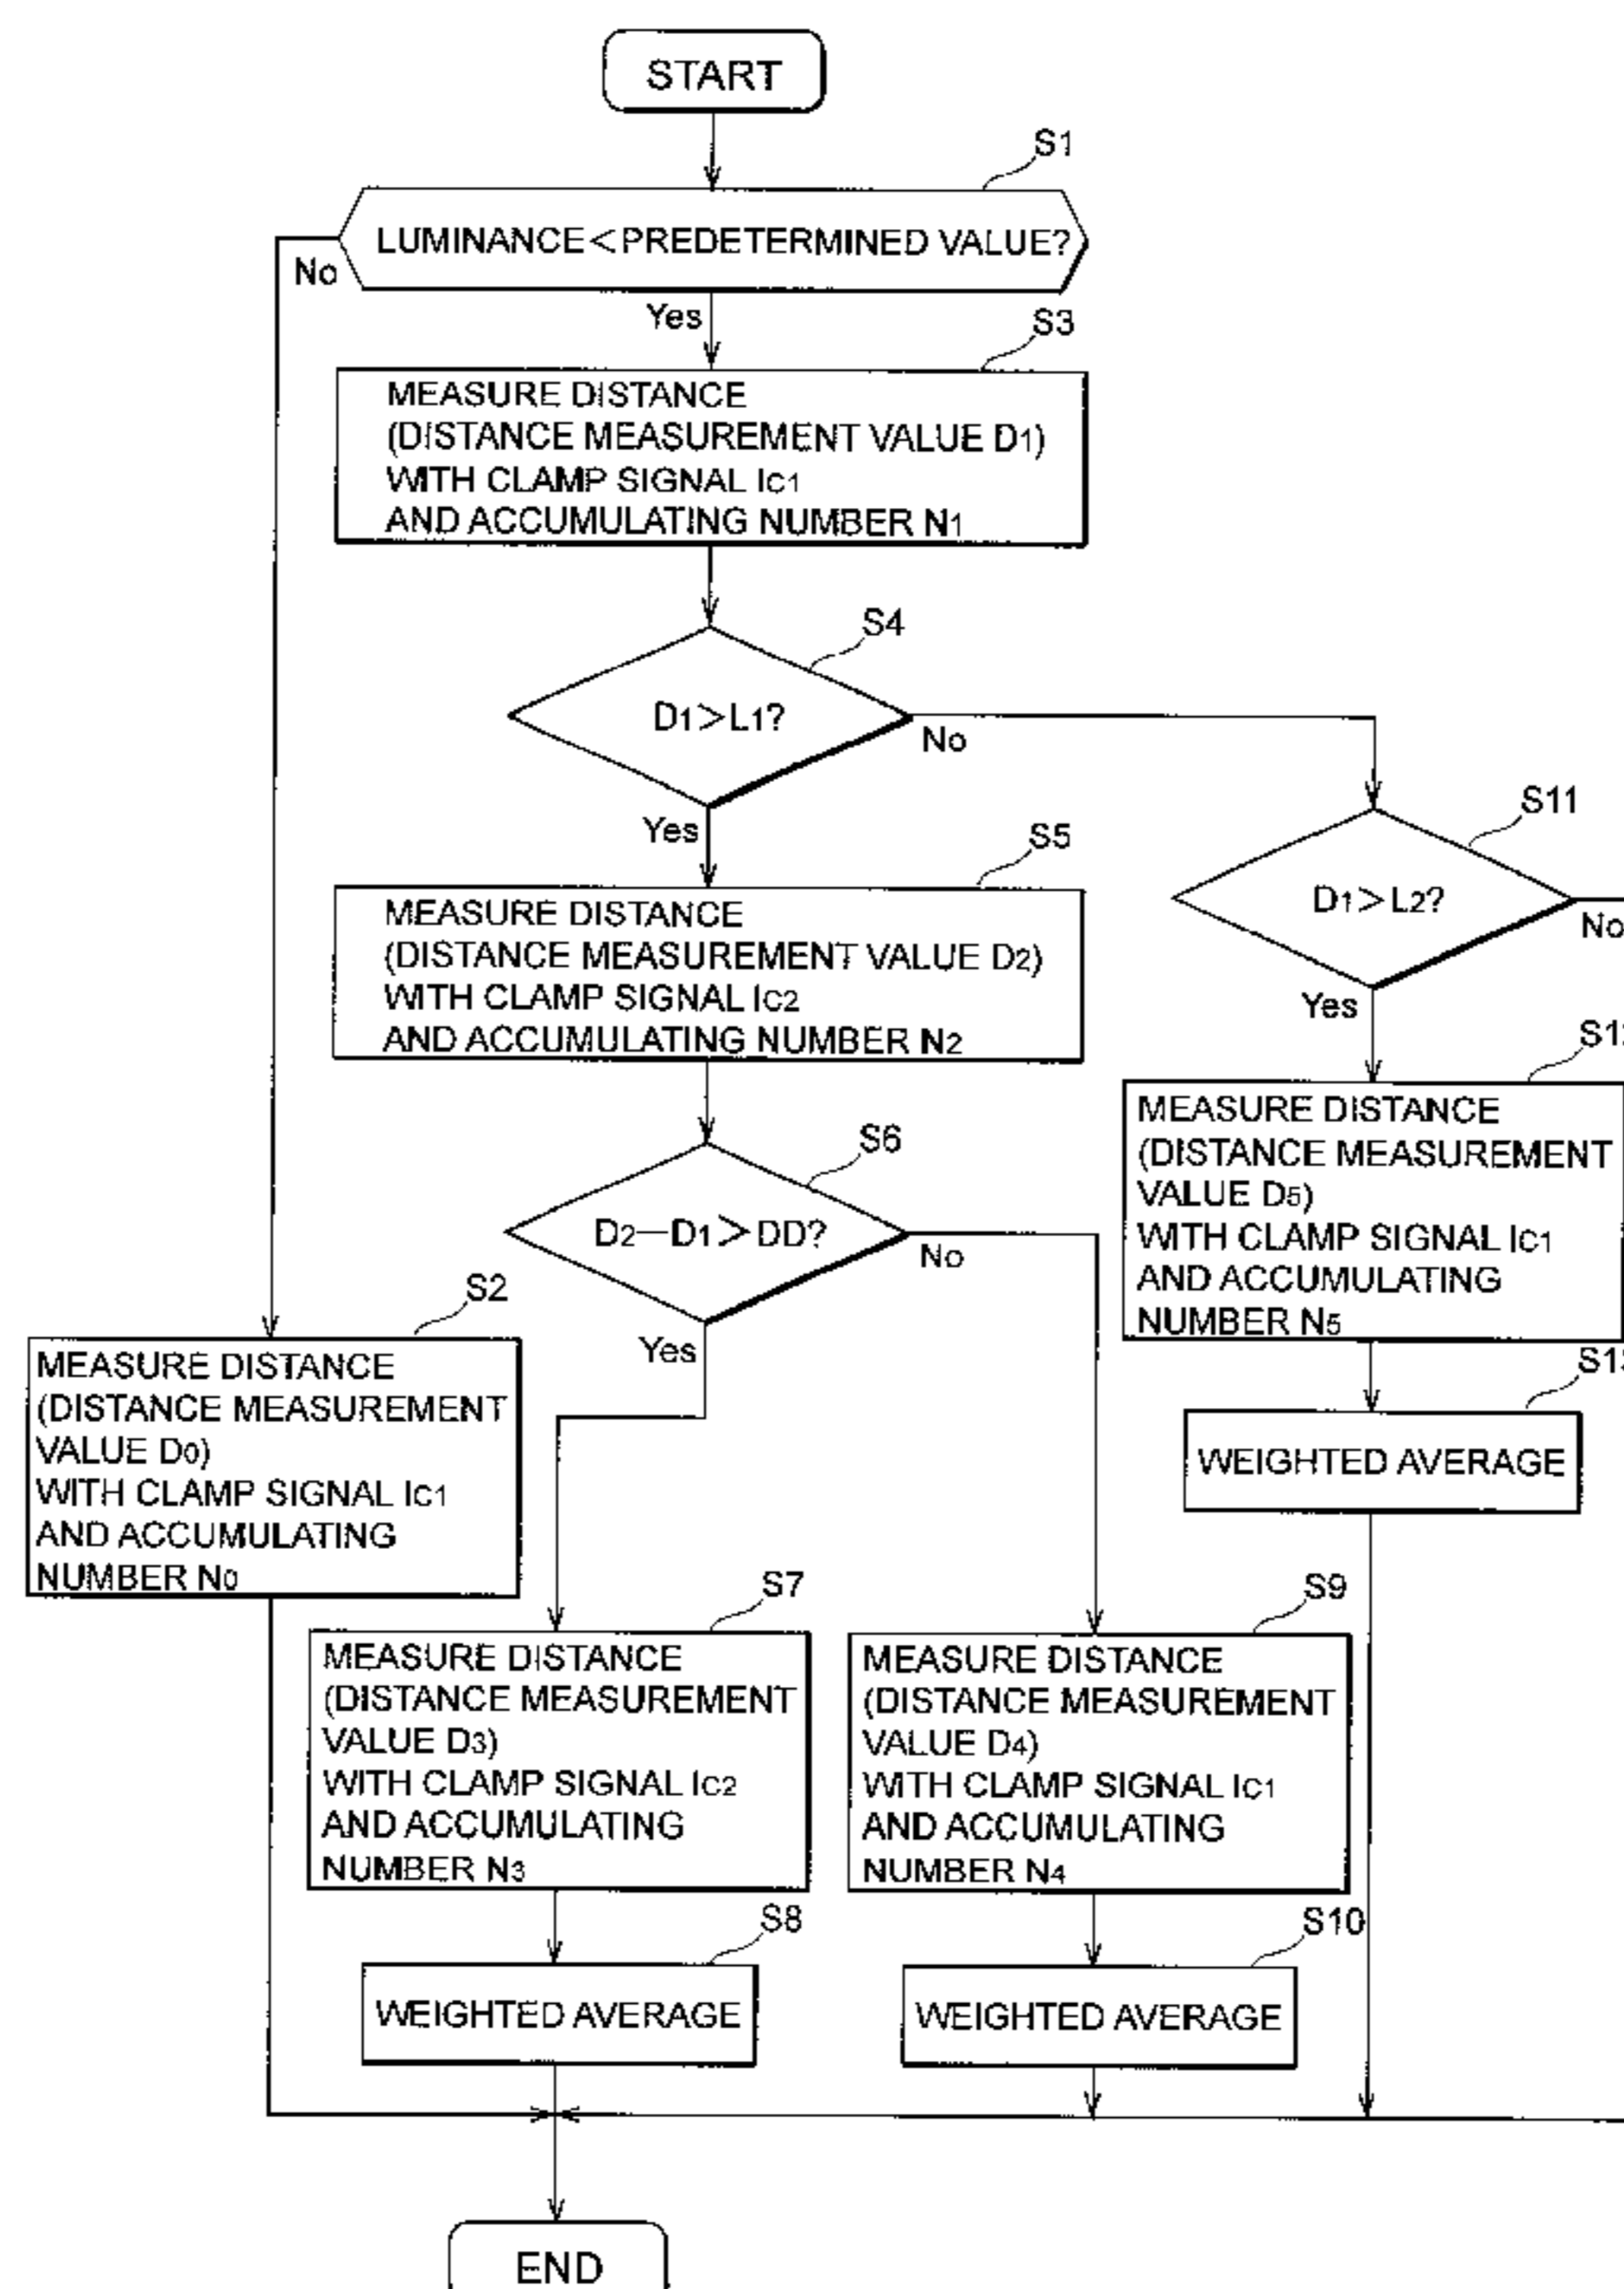 START
S1
LUMINANCE<PREDETERMINED VALUE?
No
Yes
S3
MEASURE DISTANCE
(DISTANCE MEASUREMENT VALUE D1)
WITH CLAMP SIGNAL IC1
AND ACCUMULATING NUMBER N1
S4
D1>L1?
No
Yes
S11
D1>L2?
No
Yes
S5
MEASURE DISTANCE
(DISTANCE MEASUREMENT VALUE D2)
WITH CLAMP SIGNAL IC2
AND ACCUMULATING NUMBER N2
S6
D2—D1>DD?
No
Yes
MEASURE DISTANCE
(DISTANCE MEASUREMENT
VALUE D5)
WITH CLAMP SIGNAL IC1
AND ACCUMULATING
NUMBER N5
WEIGHTED AVERAGE
S2
MEASURE DISTANCE
(DISTANCE MEASUREMENT
VALUE D0)
WITH CLAMP SIGNAL IC1
AND ACCUMULATING
NUMBER N0
S7
MEASURE DISTANCE
(DISTANCE MEASUREMENT
VALUE D3)
WITH CLAMP SIGNAL IC2
AND ACCUMULATING
NUMBER N3
S8
WEIGHTED AVERAGE
S9
MEASURE DISTANCE
(DISTANCE MEASUREMENT
VALUE D4)
WITH CLAMP SIGNAL IC1
AND ACCUMULATING
NUMBER N4
S10
WEIGHTED AVERAGE
END